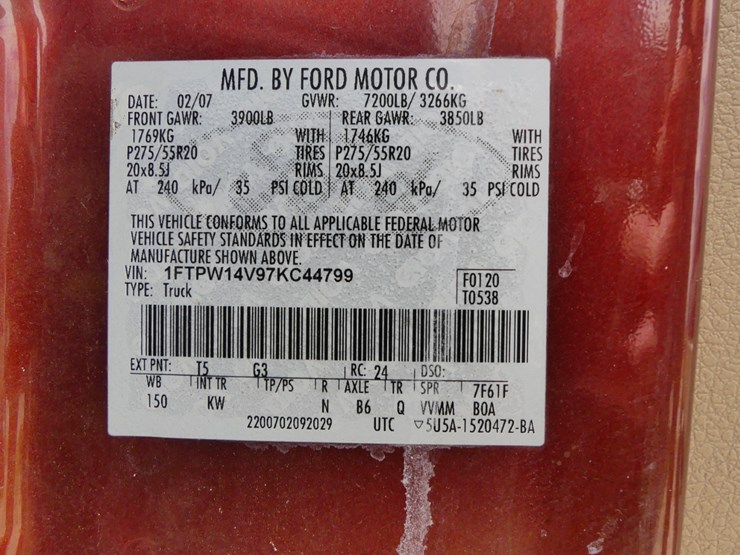 MFD. BY FORD MOTOR CO.
DATE: 02/07 GVWR: 7200LB/ 3266KG
FRONT GAWR: 3900LB REAR GAWR: 3850LB
1769KG WITH 1746KG WITH
P275/55R20 TIRES P275/55R20 TIRES
20x8.5J RIMS 20x8.5J RIMS
AT 240 kPa/ 35 PSI COLD AT 240 kPa/ 35 PSI COLD
THIS VEHICLE CONFORMS TO ALL APPLICABLE FEDERAL MOTOR
VEHICLE SAFETY STANDARDS IN EFFECT ON THE DATE OF
MANUFACTURE SHOWN ABOVE.
VIN: 1FTPW14V97KC44799 F0120
TYPE: Truck T0538
EXT PNT: T5 G3 RC: 24 DSO:
WB INT TR TP/PS R AXLE TR SPR 7F61F
150 KW N B6 Q VVMM BOA
2200702092029 UTC ▽5U5A-1520472-BA